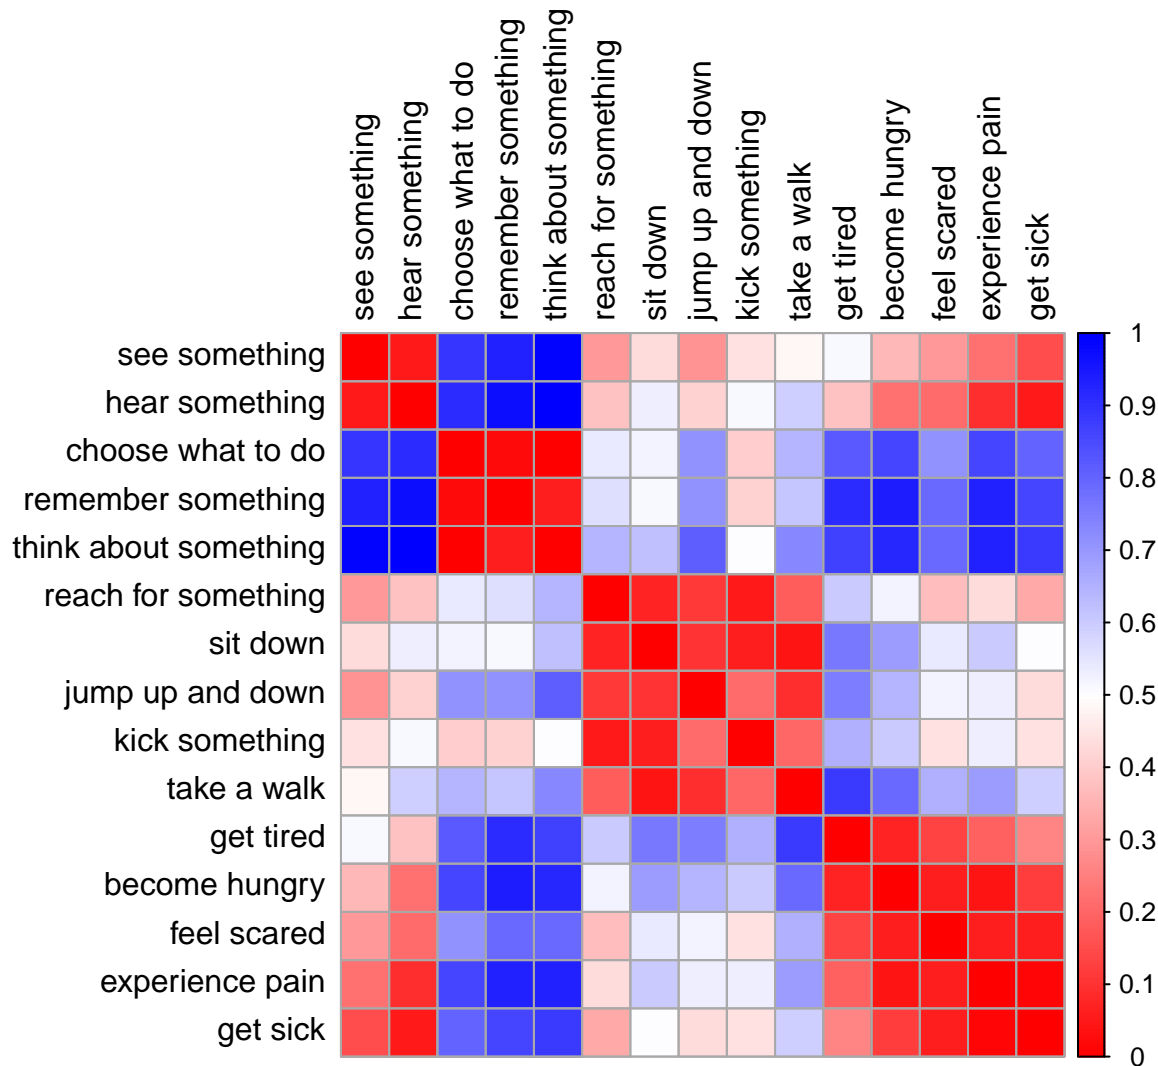 see something
hear something
choose what to do
remember something
think about something
reach for something
sit down
jump up and down
kick something
take a walk
get tired
become hungry
feel scared
experience pain
get sick
see something
hear something
choose what to do
remember something
think about something
reach for something
sit down
jump up and down
kick something
take a walk
get tired
become hungry
feel scared
experience pain
get sick
1
0.9
0.8
0.7
0.6
0.5
0.4
0.3
0.2
0.1
0